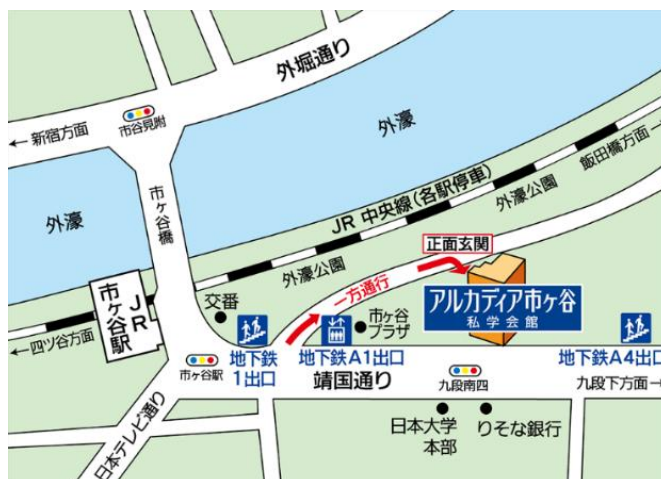 外堀通り
← 新宿方面
市谷見附
外濠
飯田橋方面→
外濠
市ヶ谷橋
JR 中央線(各駅停車)
外濠公園
正面玄関
外濠公園
JR
市ヶ谷駅
交番
一方通行
市ヶ谷
プラザ
アルカディア市ヶ谷
私学会館
←四ツ谷方面
市ヶ谷駅
地下鉄
1出口
地下鉄A1出口
地下鉄A4出口
靖国通り
九段南四
九段下方面→
日本テレビ通り
日本大学
本部
りそな銀行